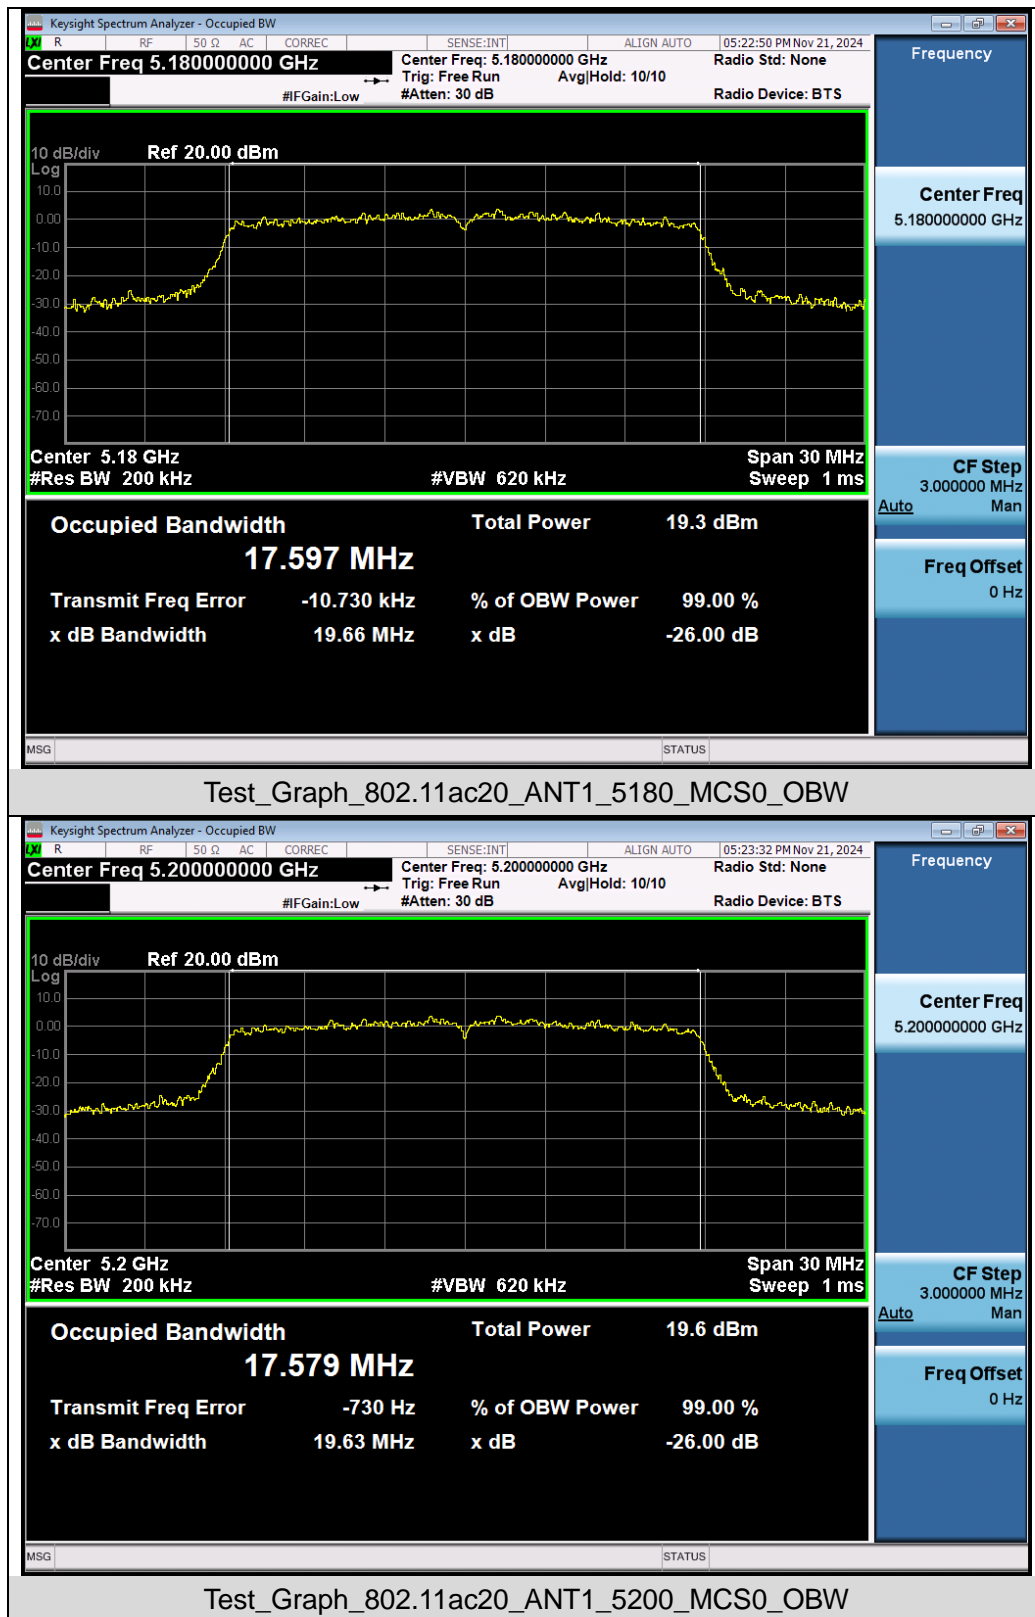 Keysight Spectrum Analyzer - Occupied BW
LXI R RF 50 Ω AC CORREC SENSE:INT ALIGN AUTO 05:22:50 PM Nov 21, 2024
Center Freq 5.180000000 GHz
Center Freq: 5.180000000 GHz
Radio Std: None
Trig: Free Run Avg|Hold: 10/10
#IFGain:Low
#Atten: 30 dB
Radio Device: BTS
Frequency
10 dB/div Ref 20.00 dBm
Log
10.0
0.00
-10.0
-20.0
-30.0
-40.0
-50.0
-60.0
-70.0
Center Freq
5.180000000 GHz
Center 5.18 GHz Span 30 MHz
#Res BW 200 kHz #VBW 620 kHz Sweep 1 ms
CF Step
3.000000 MHz
Auto Man
Freq Offset
0 Hz
Occupied Bandwidth Total Power 19.3 dBm
17.597 MHz
Transmit Freq Error -10.730 kHz % of OBW Power 99.00 %
x dB Bandwidth 19.66 MHz x dB -26.00 dB
MSG STATUS
Test_Graph_802.11ac20_ANT1_5180_MCS0_OBW
Keysight Spectrum Analyzer - Occupied BW
LXI R RF 50 Ω AC CORREC SENSE:INT ALIGN AUTO 05:23:32 PM Nov 21, 2024
Center Freq 5.200000000 GHz
Center Freq: 5.200000000 GHz
Radio Std: None
Trig: Free Run Avg|Hold: 10/10
#IFGain:Low
#Atten: 30 dB
Radio Device: BTS
Frequency
10 dB/div Ref 20.00 dBm
Log
10.0
0.00
-10.0
-20.0
-30.0
-40.0
-50.0
-60.0
-70.0
Center Freq
5.200000000 GHz
Center 5.2 GHz Span 30 MHz
#Res BW 200 kHz #VBW 620 kHz Sweep 1 ms
CF Step
3.000000 MHz
Auto Man
Freq Offset
0 Hz
Occupied Bandwidth Total Power 19.6 dBm
17.579 MHz
Transmit Freq Error -730 Hz % of OBW Power 99.00 %
x dB Bandwidth 19.63 MHz x dB -26.00 dB
MSG STATUS
Test_Graph_802.11ac20_ANT1_5200_MCS0_OBW